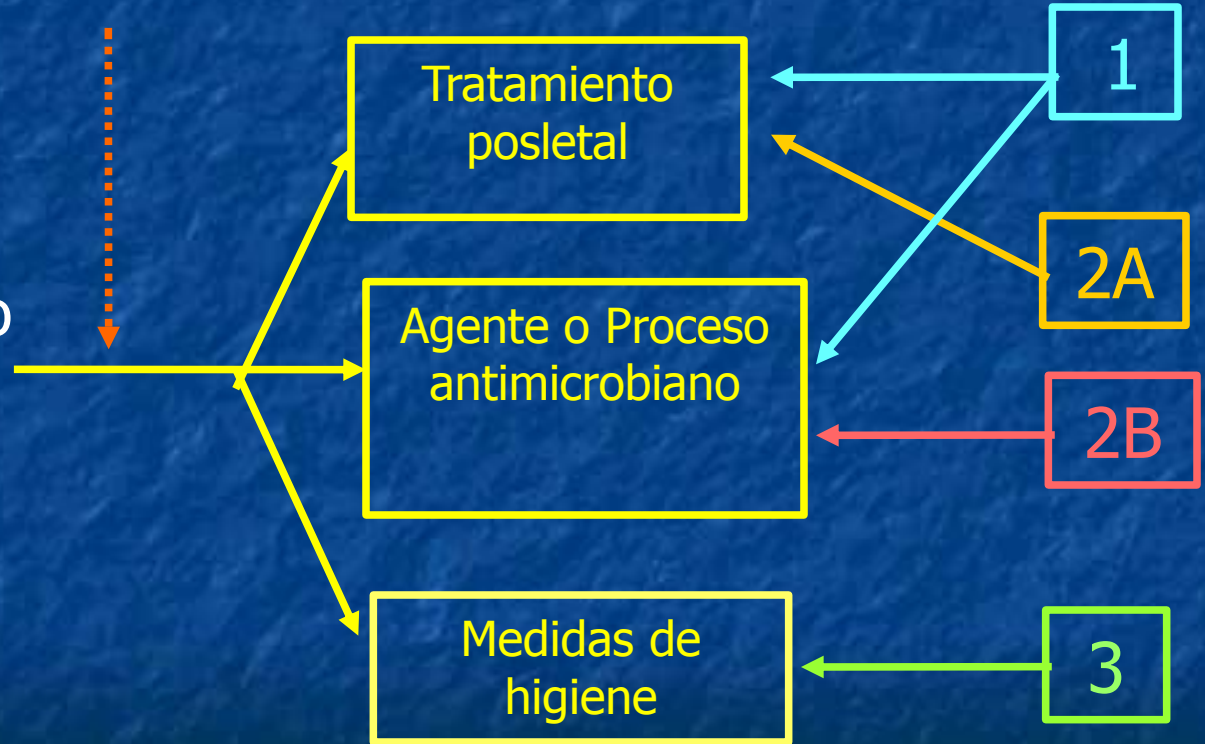 Tratamiento
posletal
1
2A
o
Agente o Proceso
antimicrobiano
2B
Medidas de
higiene
3